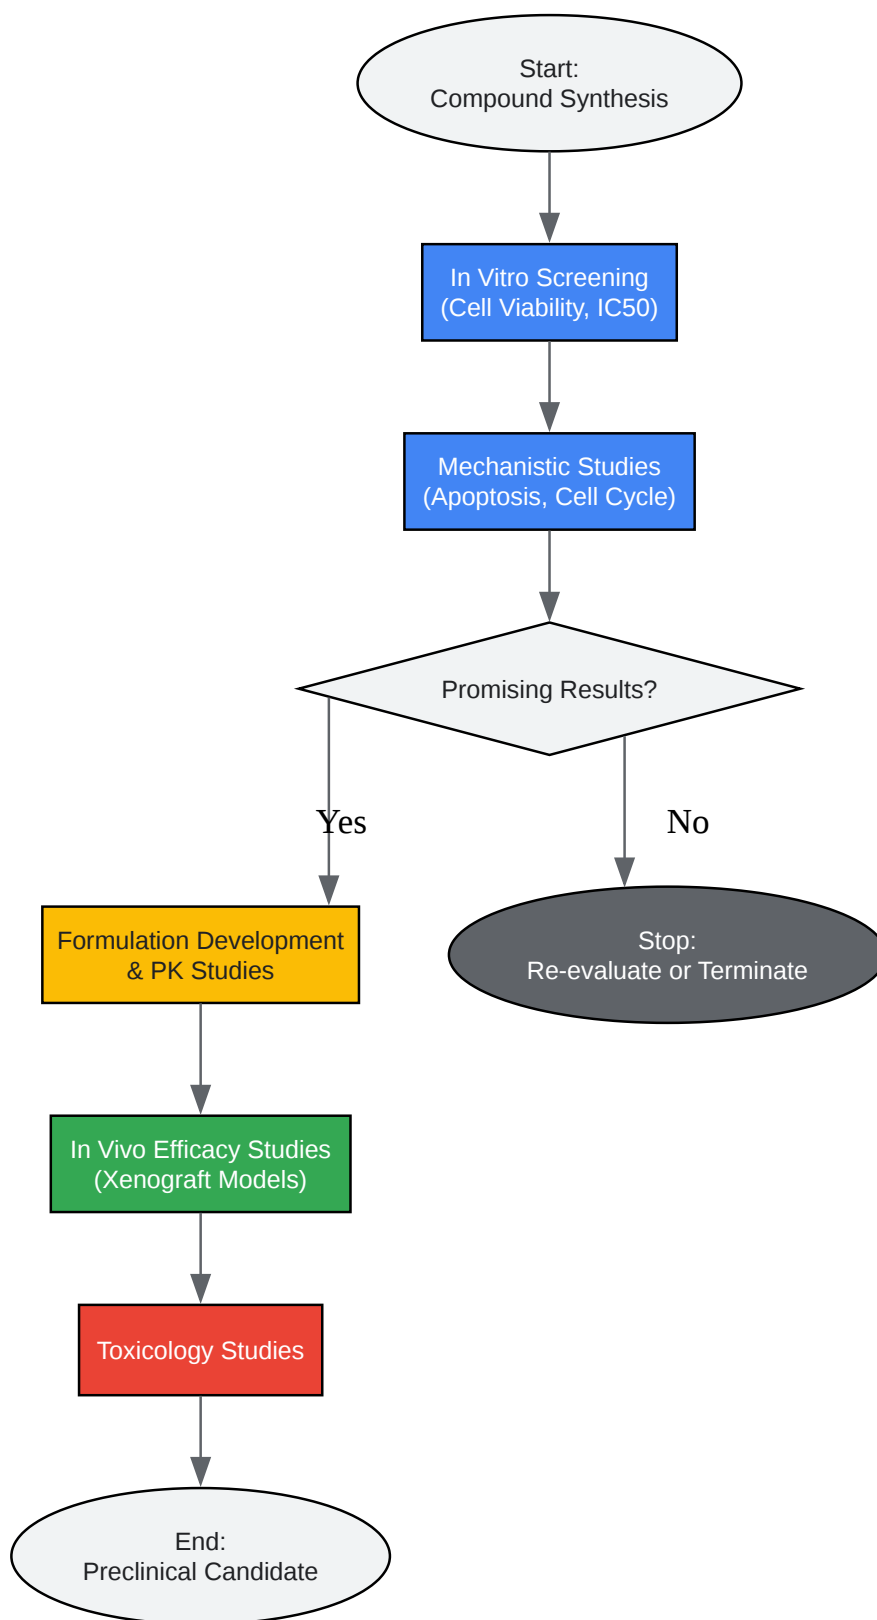 Start:
Compound Synthesis
In Vitro Screening
(Cell Viability, IC50)
Mechanistic Studies
(Apoptosis, Cell Cycle)
Promising Results?
Yes
No
Formulation Development
& PK Studies
Stop:
Re-evaluate or Terminate
In Vivo Efficacy Studies
(Xenograft Models)
Toxicology Studies
End:
Preclinical Candidate